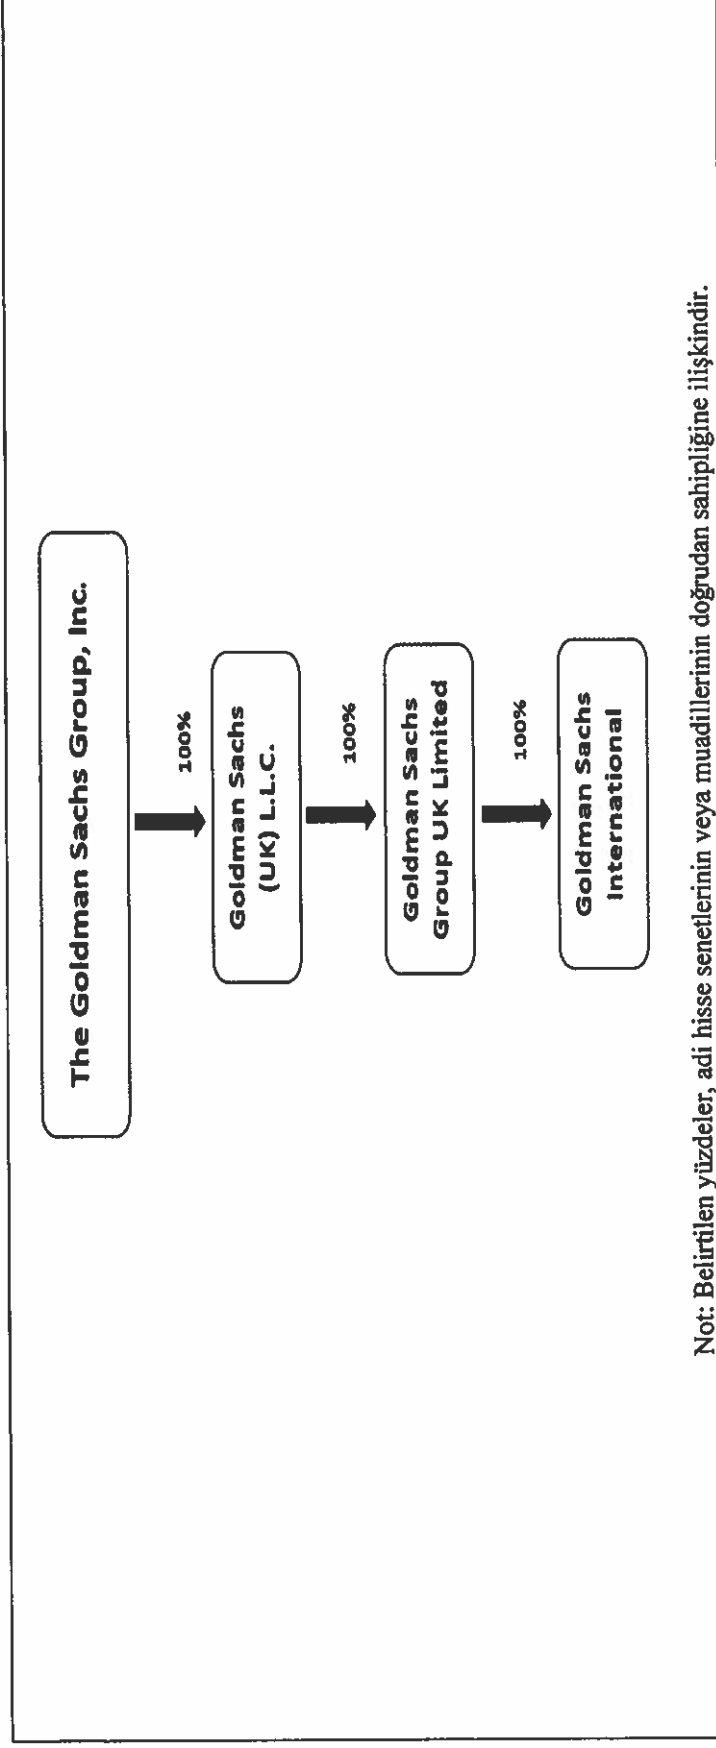 The Goldman Sachs Group, Inc.
100%
Goldman Sachs
(UK) L.L.C.
100%
Goldman Sachs
Group UK Limited
100%
Goldman Sachs
International
Not: Belirtilen yüzdeler, adi hisse senetlerinin veya muadillerinin doğrudan sahipliğine ilişkindir.